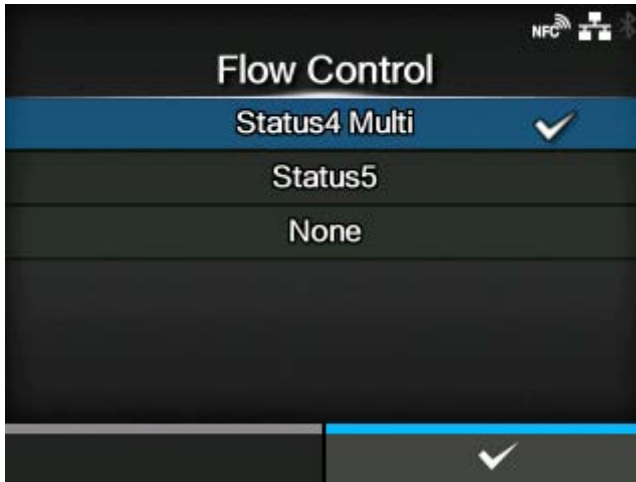 NFC
Flow Control
Status4 Multi
Status5
None